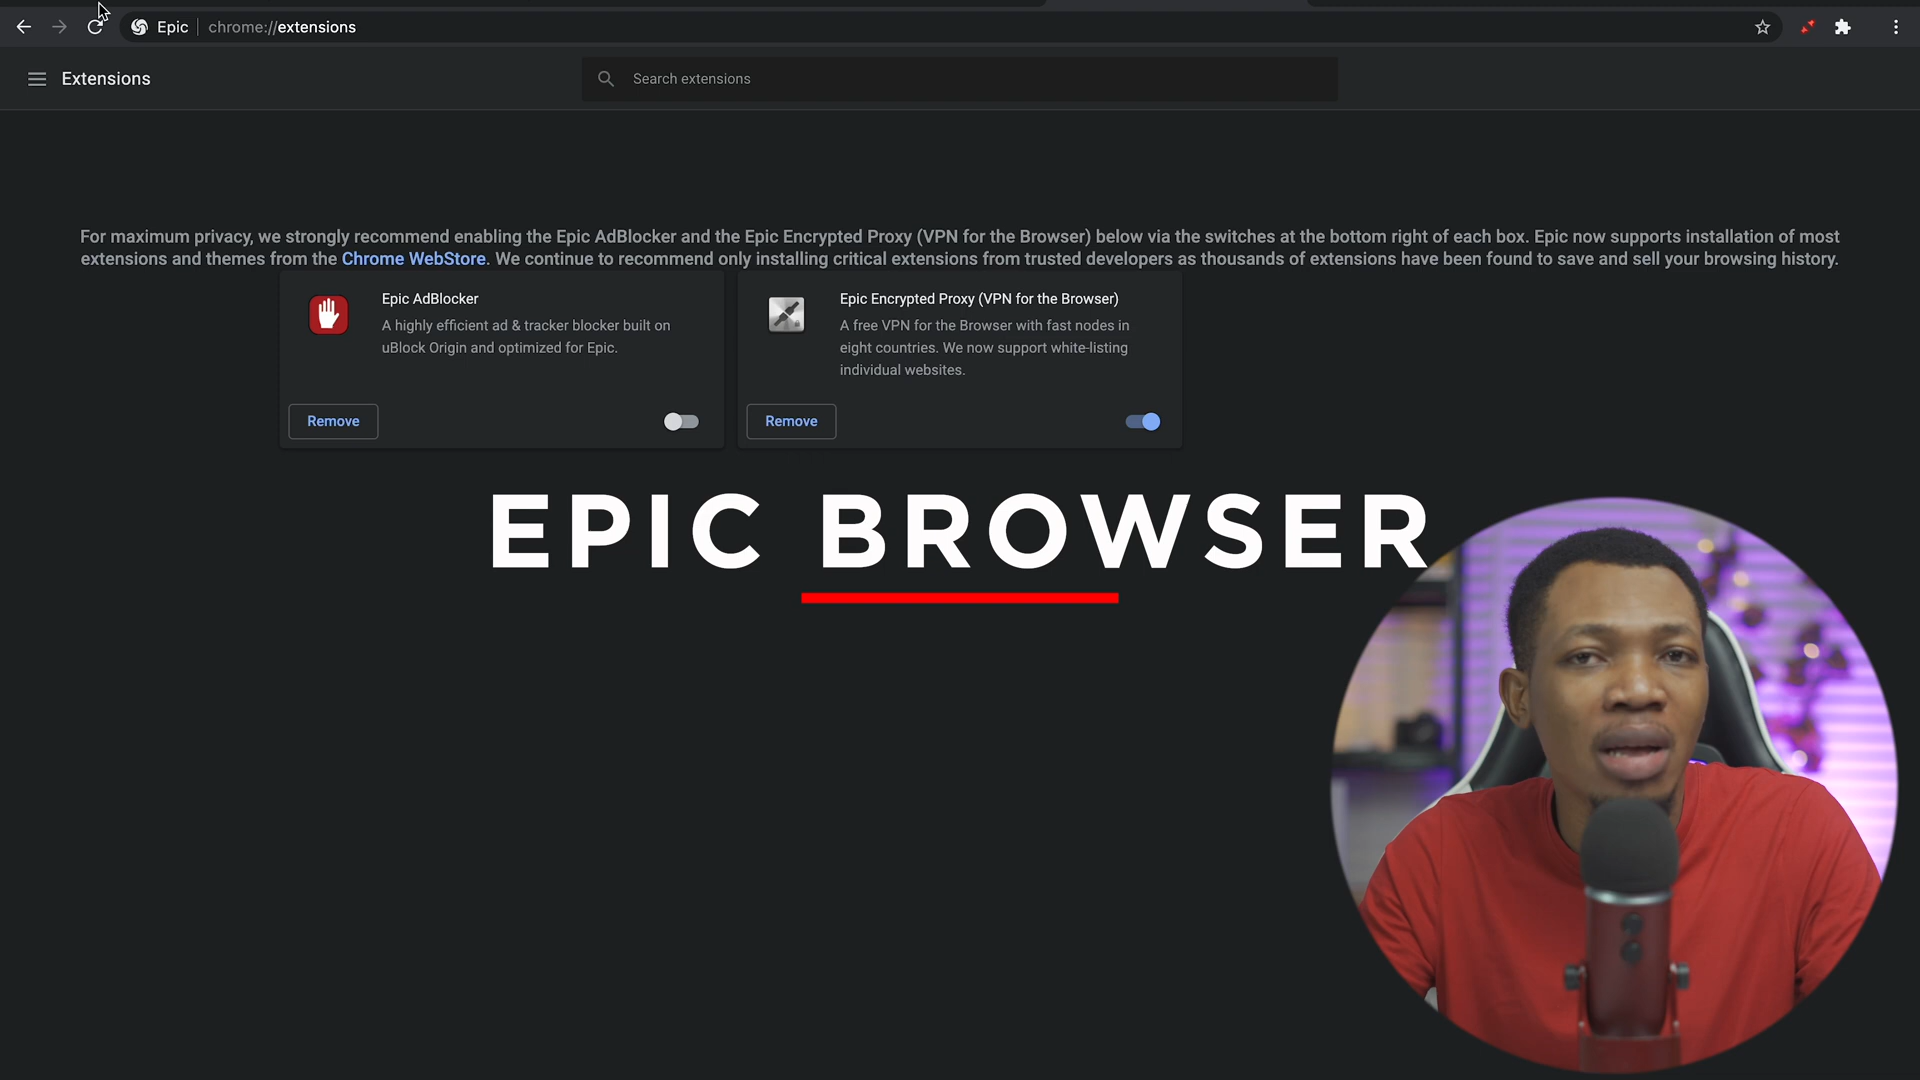 Epic
chrome://extensions
Extensions
Search extensions
For maximum privacy, we strongly recommend enabling the Epic AdBlocker and the Epic Encrypted Proxy (VPN for the Browser) below via the switches at the bottom right of each box. Epic now supports installation of most
extensions and themes from the Chrome WebStore. We continue to recommend only installing critical extensions from trusted developers as thousands of extensions have been found to save and sell your browsing history.
Epic AdBlocker
A highly efficient ad & tracker blocker built on
uBlock Origin and optimized for Epic.
Remove
Epic Encrypted Proxy (VPN for the Browser)
A free VPN for the Browser with fast nodes in
eight countries. We now support white-listing
individual websites.
Remove
EPIC BROWSER